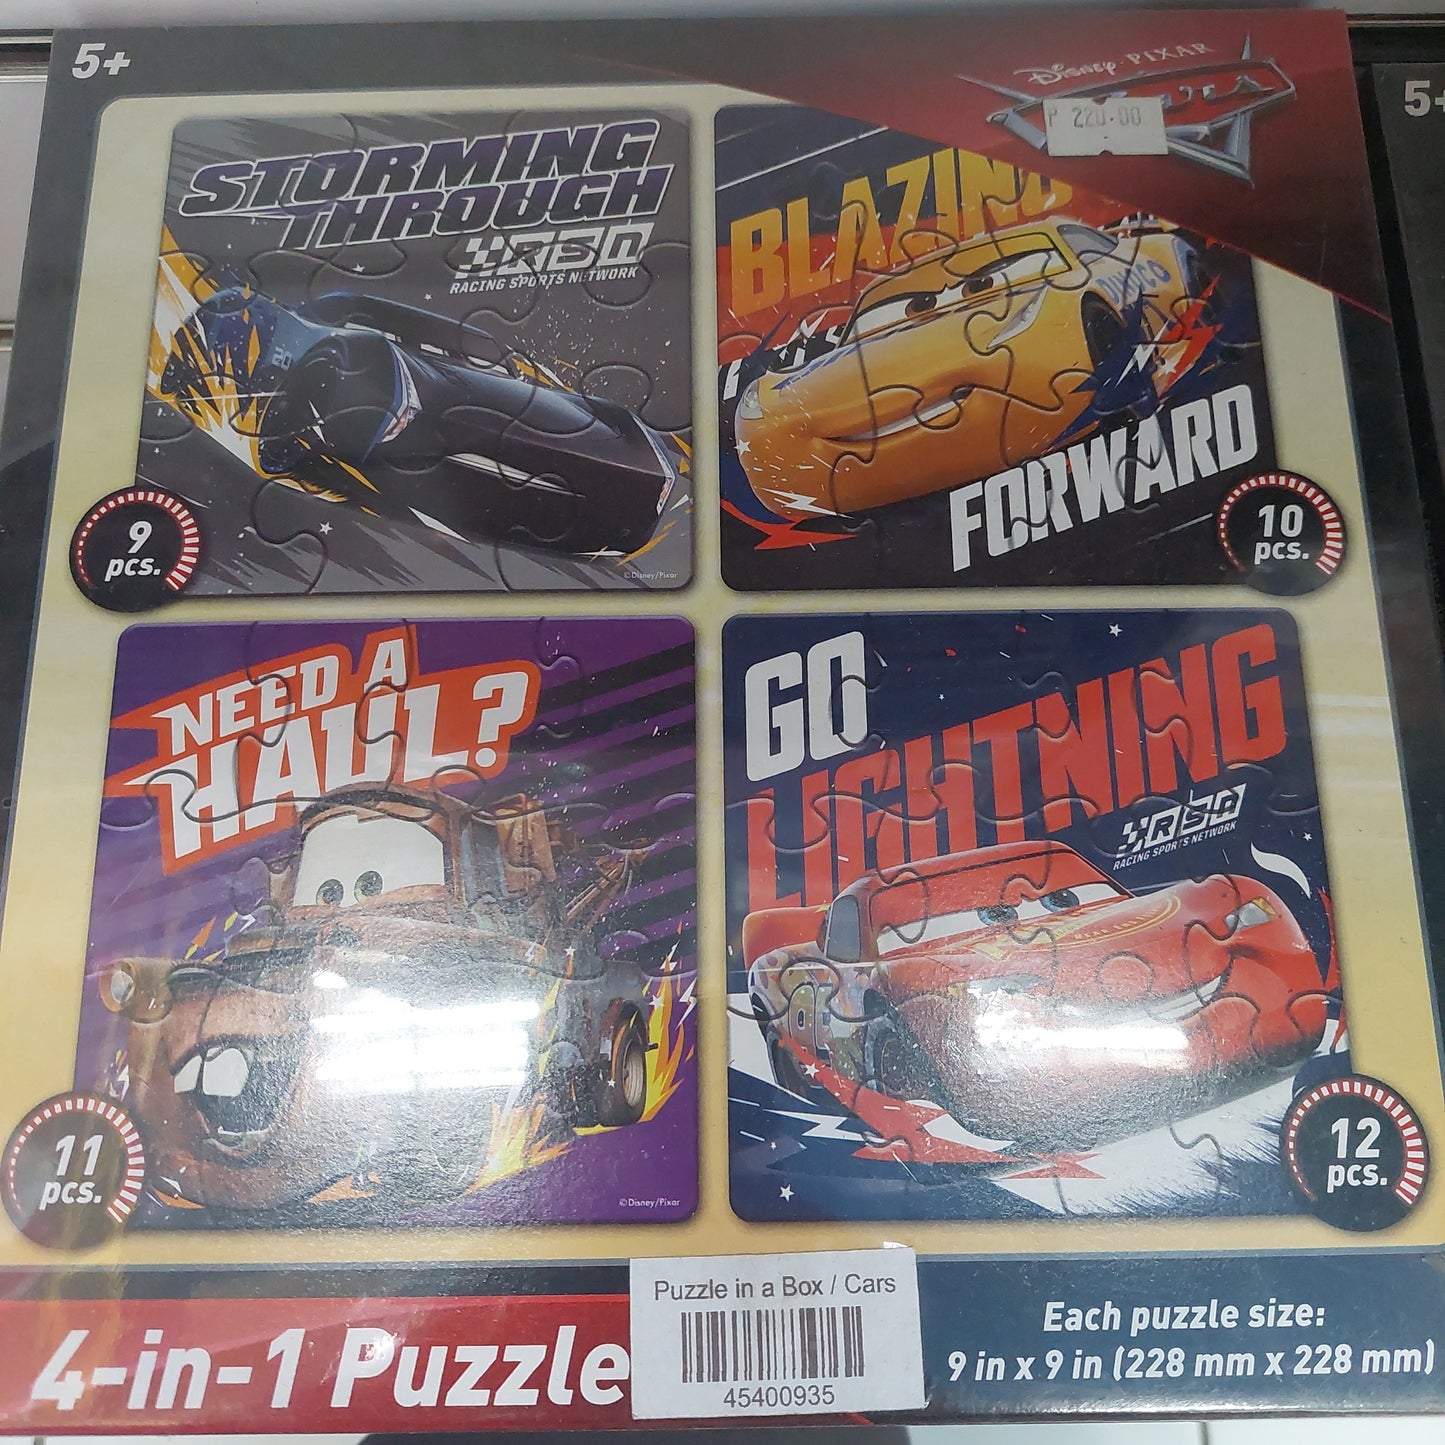 5+
Disney·PIXAR
P 220.00
5+
STORMING
THROUGH
RSN
RACING SPORTS NETWORK
20
9
pcs.
©Disney/Pixar
BLAZING
DINOCO
FORWARD
10
pcs.
NEED A
HAUL?
11
pcs.
©Disney/Pixar
GO
LIGHTNING
RSN
RACING SPORTS NETWORK
12
pcs.
4-in-1 Puzzle
Puzzle in a Box / Cars
45400935
Each puzzle size:
9 in x 9 in (228 mm x 228 mm)